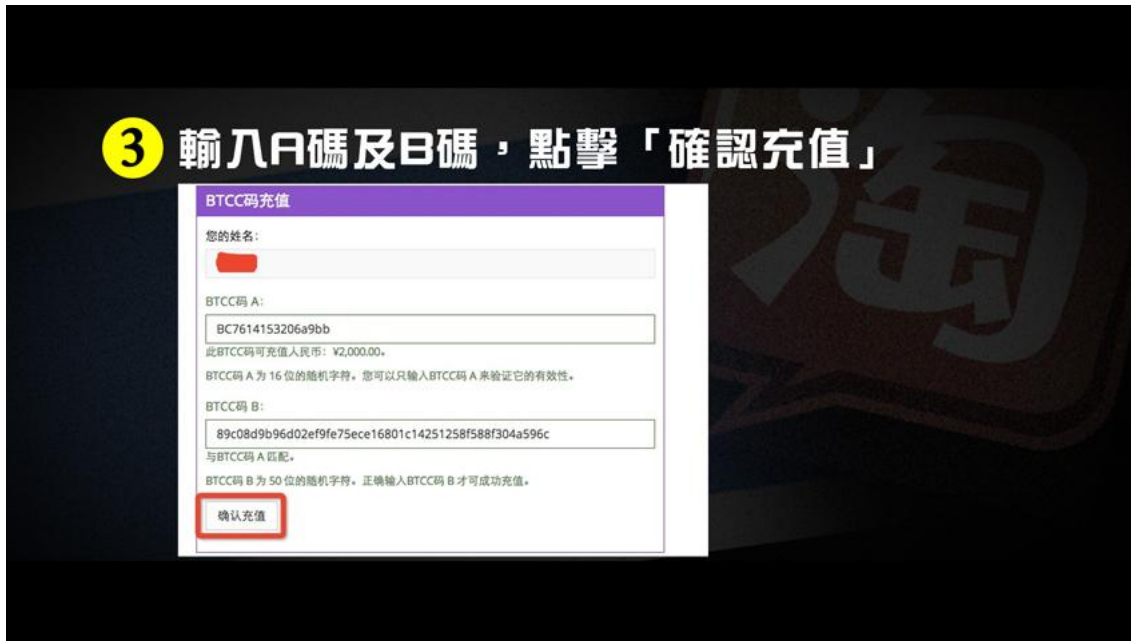 3 輸入A碼及B碼，點擊「確認充值」
淘
BTCC码充值
您的姓名：
BTCC码 A：
BC7614153206a9bb
此BTCC码可充值人民币：¥2,000.00。
BTCC码 A 为 16 位的随机字符。您可以只输入BTCC码 A 来验证它的有效性。
BTCC码 B：
89c08d9b96d02ef9fe75ece16801c14251258f588f304a596c
与BTCC码 A 匹配。
BTCC码 B 为 50 位的随机字符。正确输入BTCC码 B 才可成功充值。
确认充值